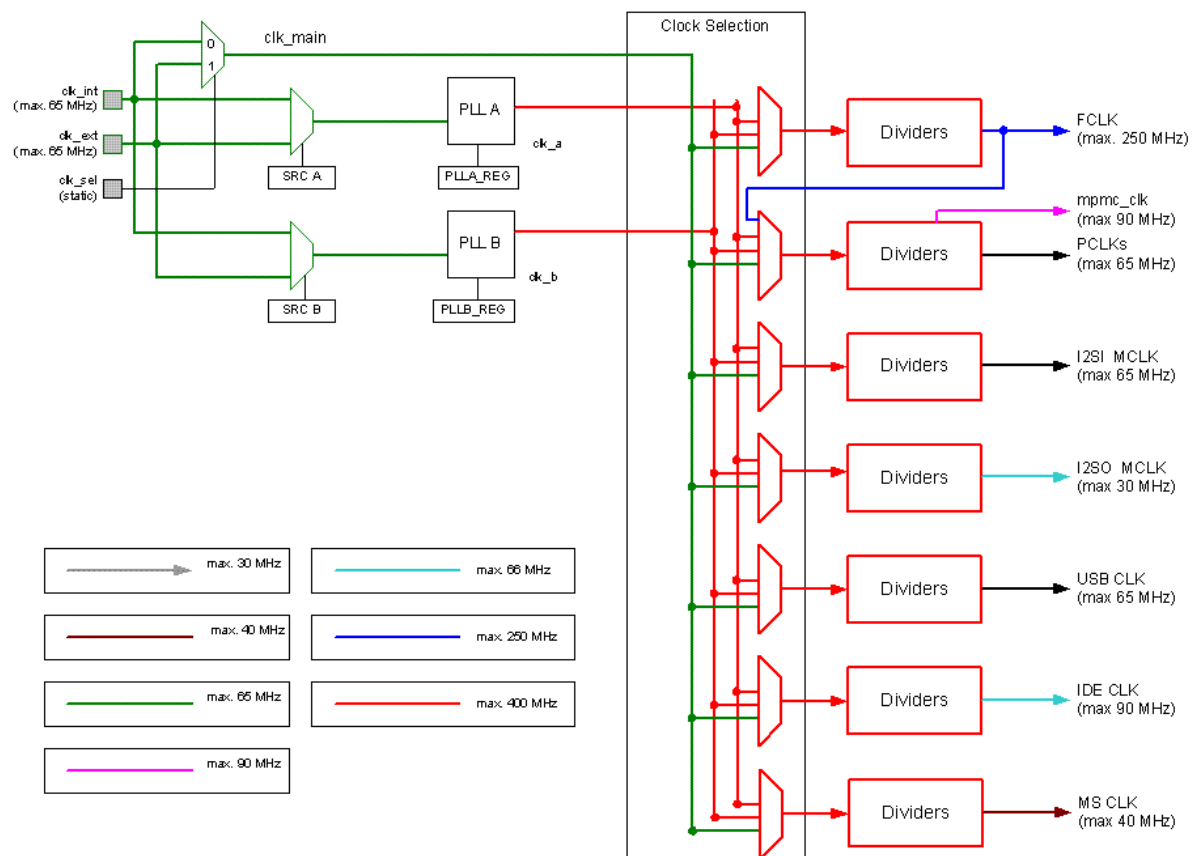 Clock Selection
0
1
clk_main
clk_int
(max. 65 MHz)
clk_ext
(max. 65 MHz)
clk_sel
(static)
SRC A
PLL A
PLLA_REG
clk_a
SRC B
PLL B
PLLB_REG
clk_b
Dividers
FCLK
(max. 250 MHz)
mpmc_clk
(max 90 MHz)
Dividers
PCLKs
(max 65 MHz)
Dividers
I2SI MCLK
(max 65 MHz)
Dividers
I2SO MCLK
(max 30 MHz)
Dividers
USB CLK
(max 65 MHz)
Dividers
IDE CLK
(max 90 MHz)
Dividers
MS CLK
(max 40 MHz)
max. 30 MHz
max. 66 MHz
max. 40 MHz
max. 250 MHz
max. 65 MHz
max. 400 MHz
max. 90 MHz